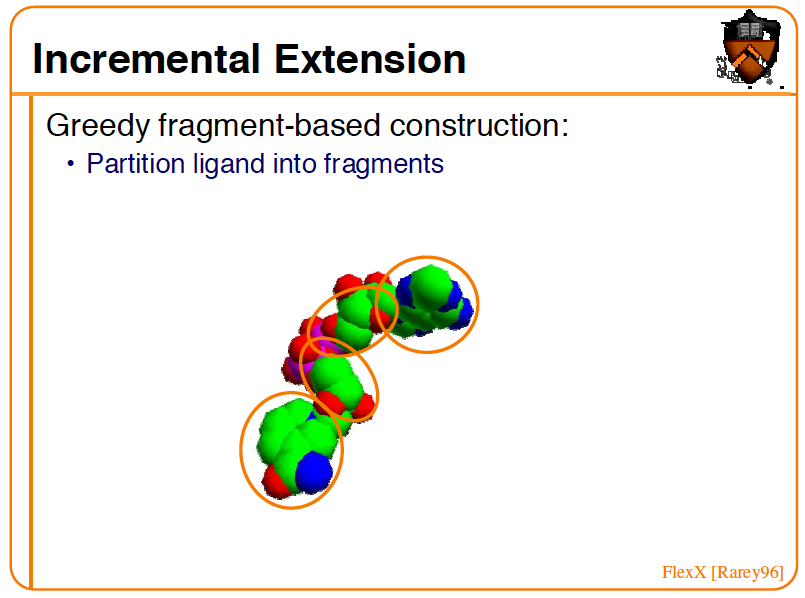 Incremental Extension
Greedy fragment-based construction:
• Partition ligand into fragments
FlexX [Rarey96]